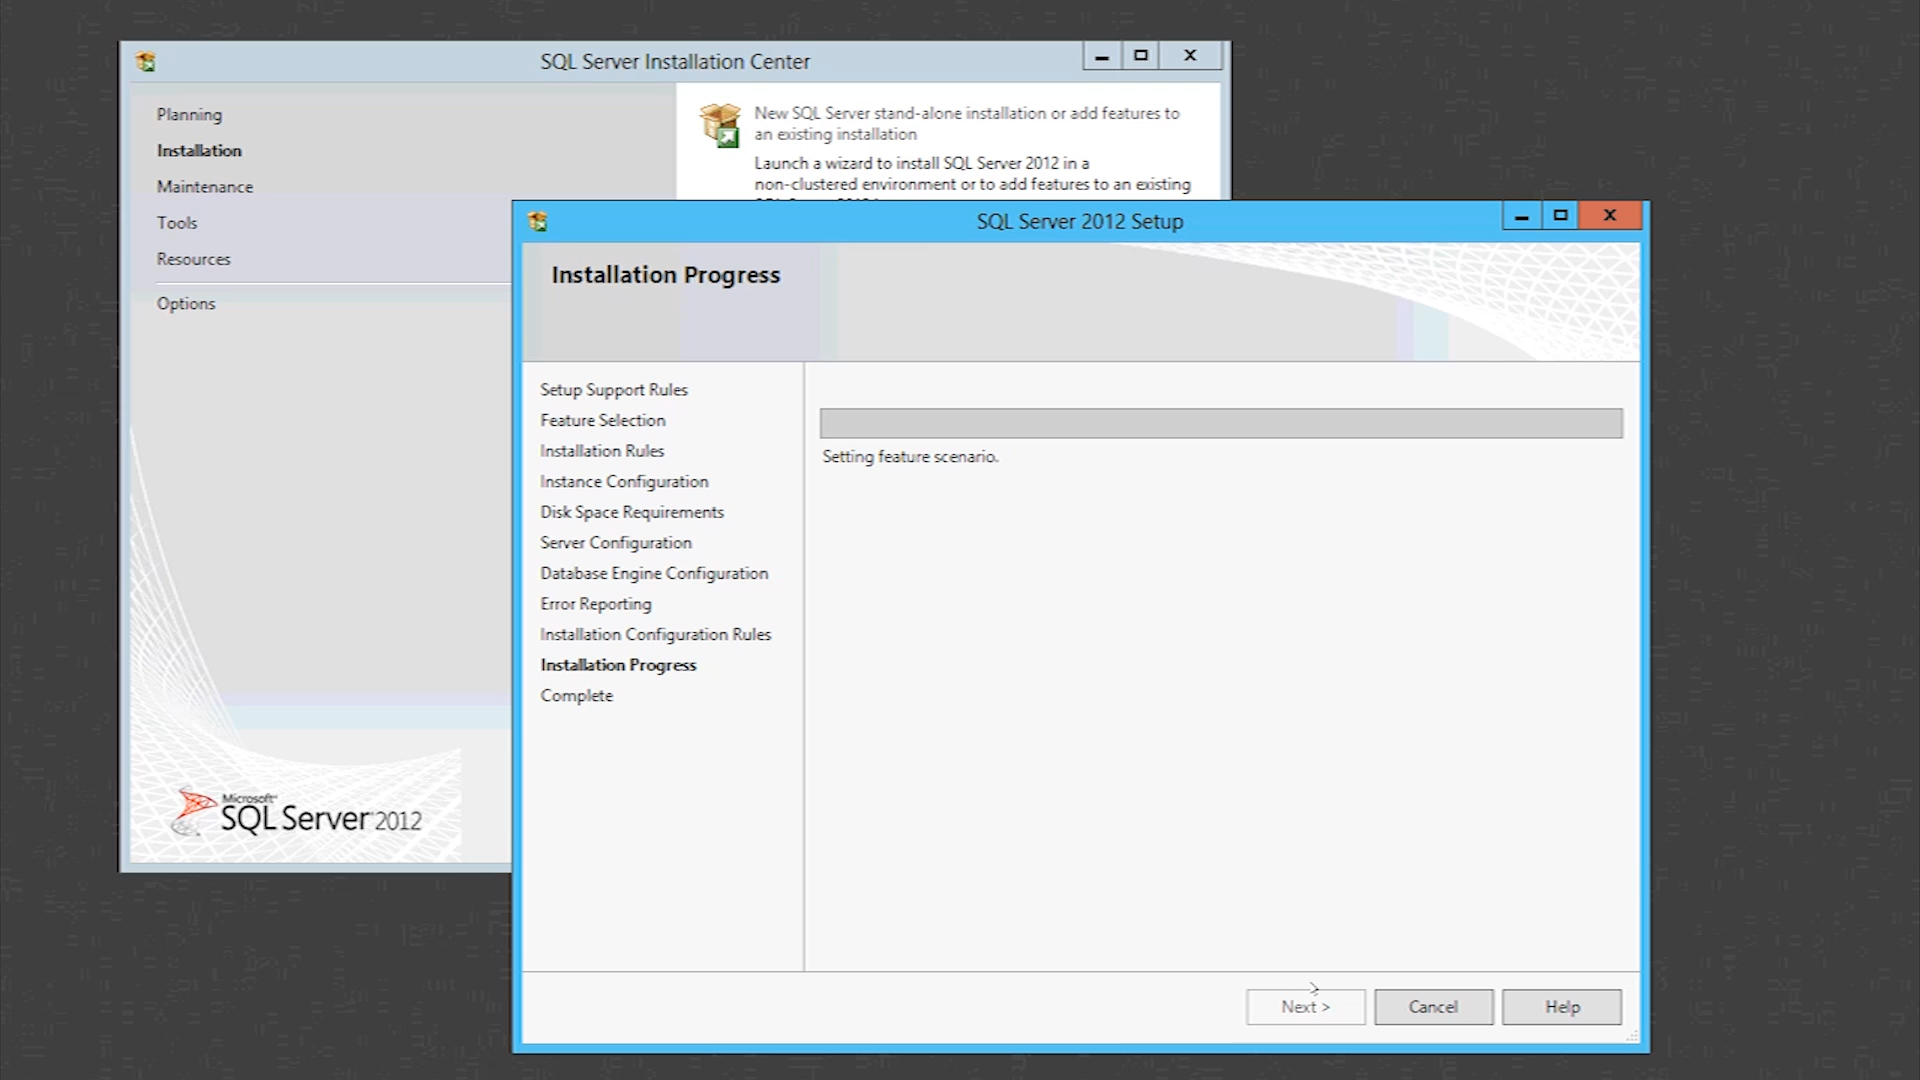 SQL Server Installation Center
Planning
Installation
Maintenance
Tools
Resources
Options
New SQL Server stand-alone installation or add features to
an existing installation
Launch a wizard to install SQL Server 2012 in a
non-clustered environment or to add features to an existing
Microsoft
SQL Server 2012
SQL Server 2012 Setup
Installation Progress
Setup Support Rules
Feature Selection
Installation Rules
Instance Configuration
Disk Space Requirements
Server Configuration
Database Engine Configuration
Error Reporting
Installation Configuration Rules
Installation Progress
Complete
Setting feature scenario.
Next >
Cancel
Help